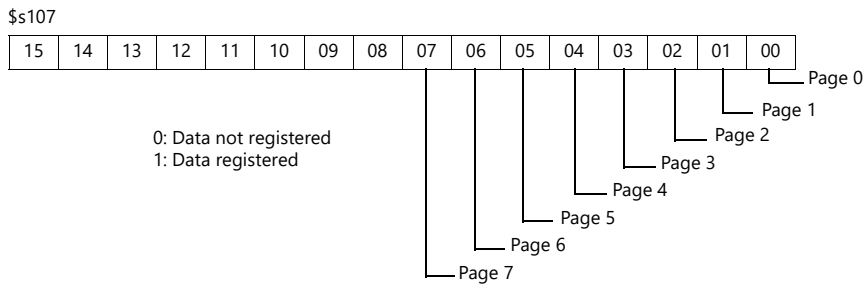 $s107
15 14 13 12 11 10 09 08 07 06 05 04 03 02 01 00
Page 0
Page 1
0: Data not registered
Page 2
1: Data registered
Page 3
Page 4
Page 5
Page 6
Page 7